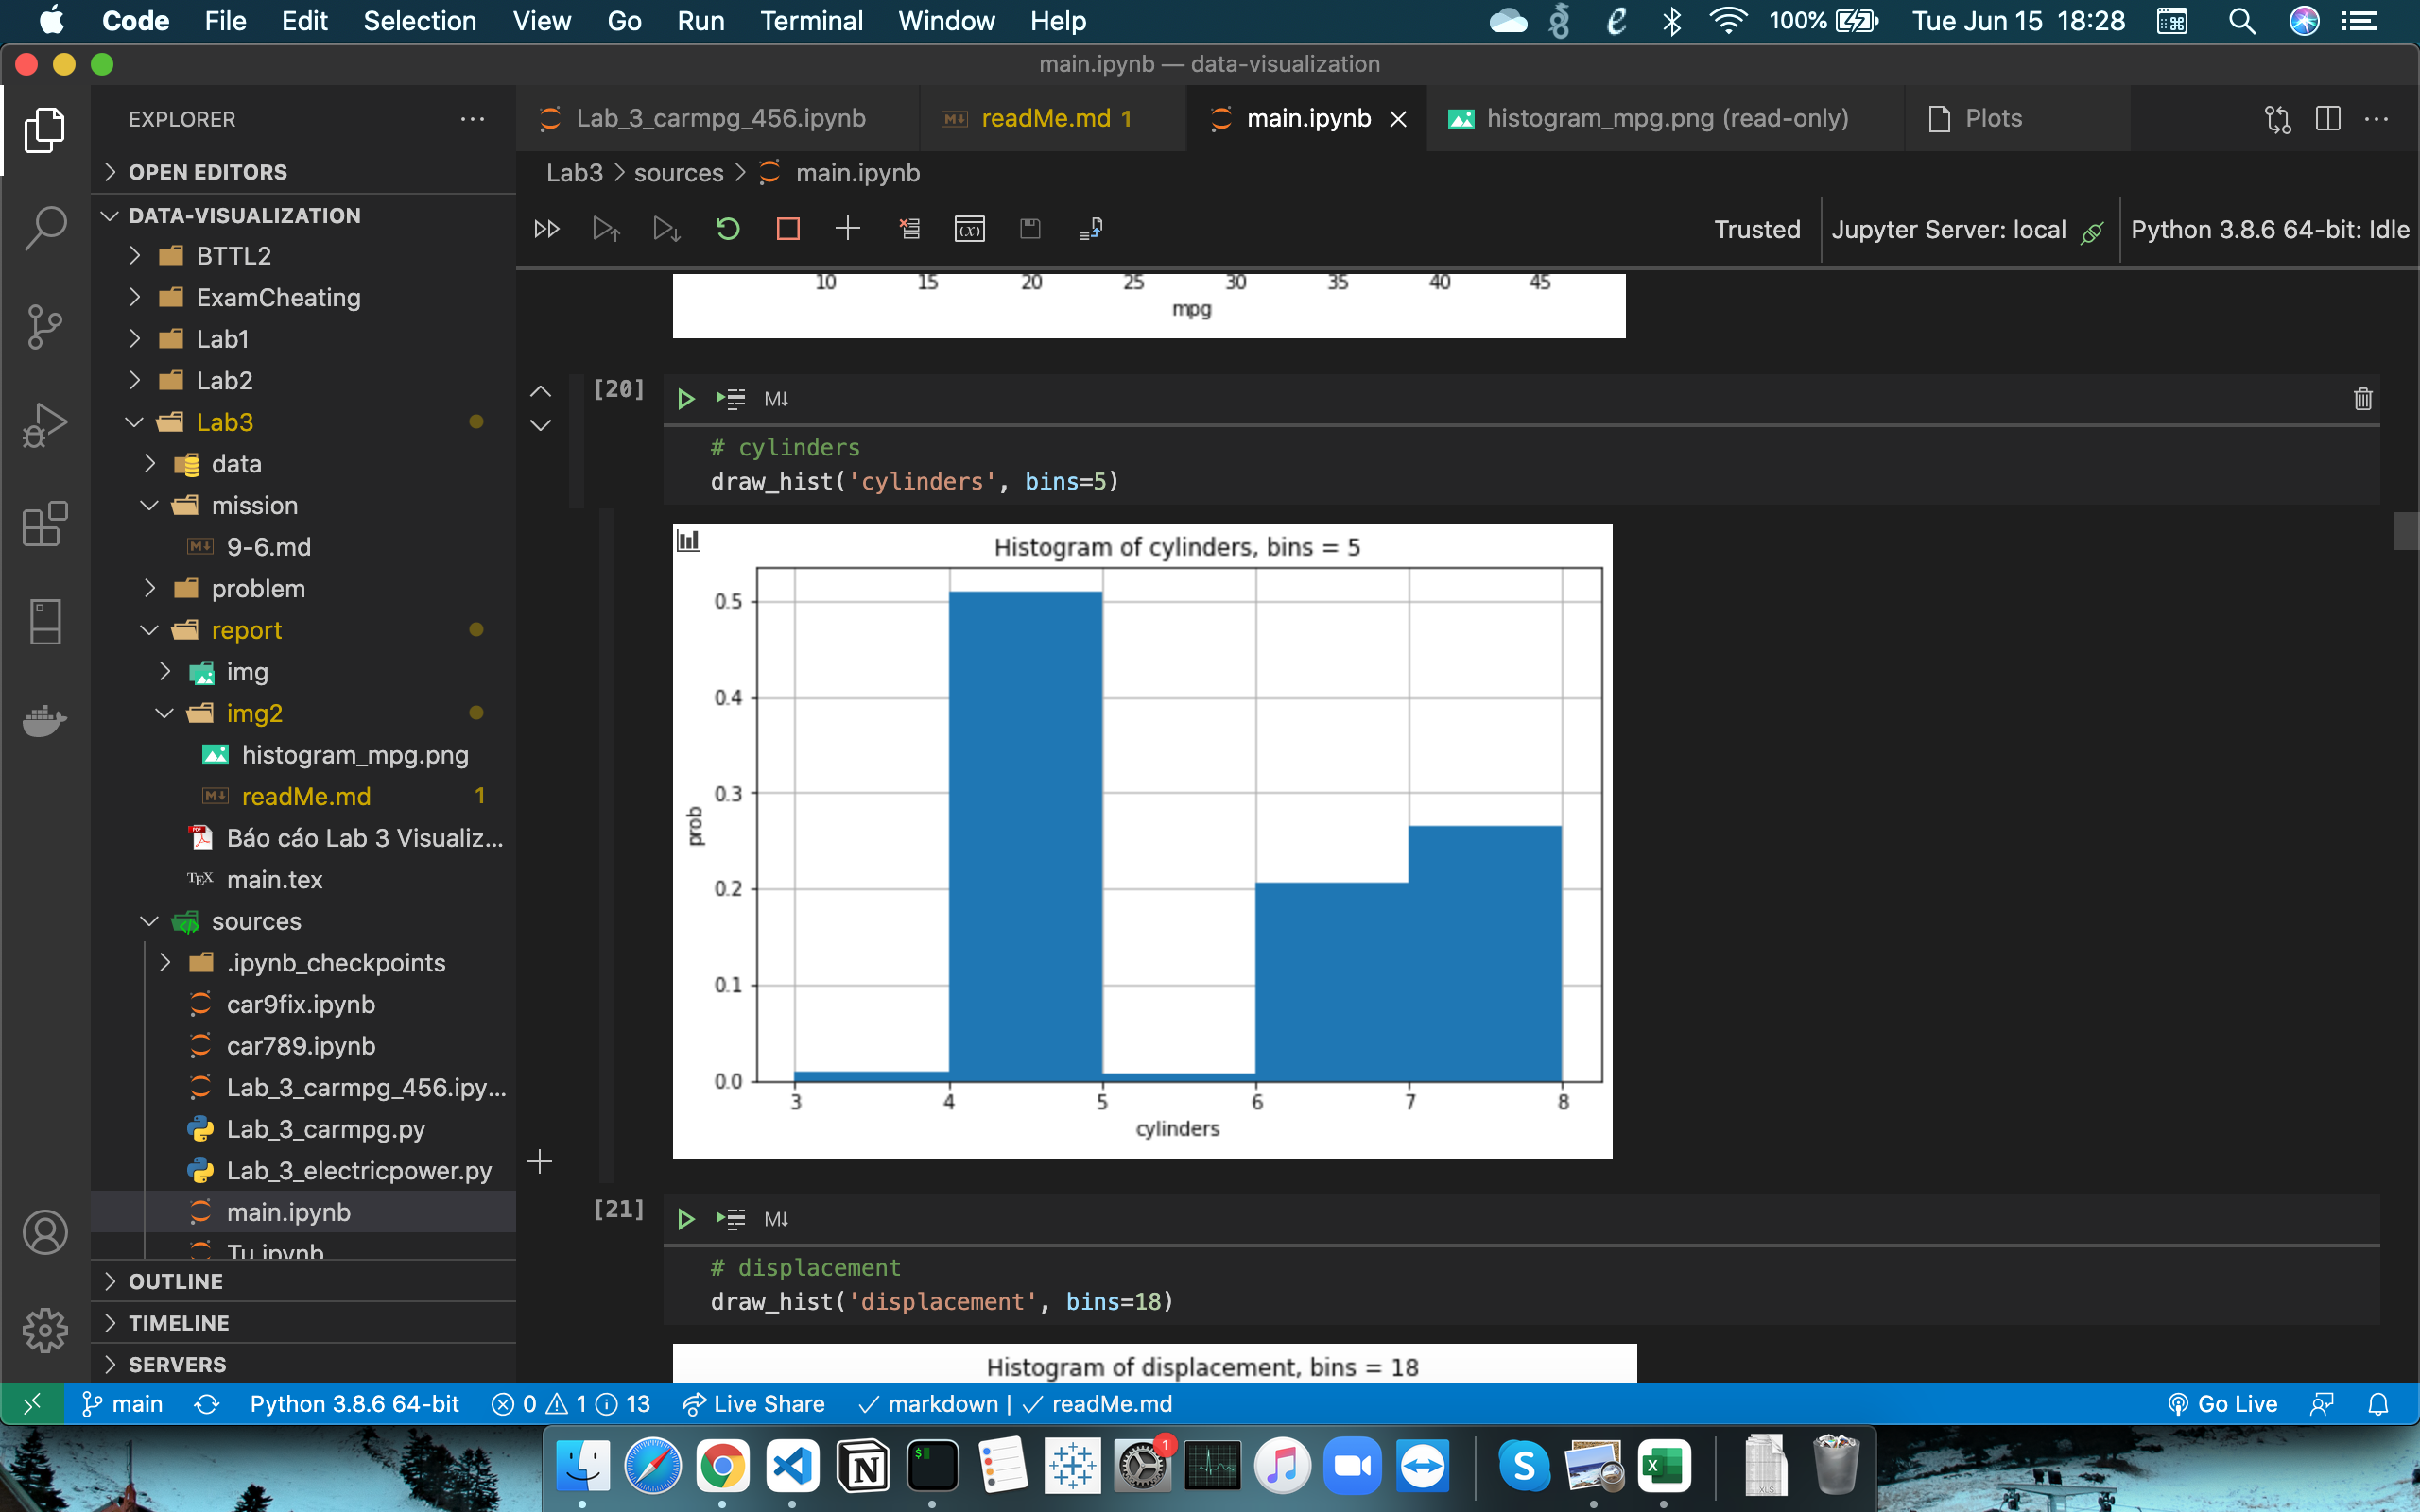 Code File Edit Selection View Go Run Terminal Window Help 100% Tue Jun 15 18:28
main.ipynb — data-visualization
EXPLORER
OPEN EDITORS
DATA-VISUALIZATION
BTTL2
ExamCheating
Lab1
Lab2
Lab3
data
mission
9-6.md
problem
report
img
img2
histogram_mpg.png
readMe.md 1
Báo cáo Lab 3 Visualiz...
main.tex
sources
.ipynb_checkpoints
car9fix.ipynb
car789.ipynb
Lab_3_carmpg_456.ipy...
Lab_3_carmpg.py
Lab_3_electricpower.py
main.ipynb
Tu.ipynb
OUTLINE
TIMELINE
SERVERS
Lab_3_carmpg_456.ipynb readMe.md 1 main.ipynb histogram_mpg.png (read-only) Plots
Lab3 > sources > main.ipynb
Trusted Jupyter Server: local Python 3.8.6 64-bit: Idle
10 15 20 25 30 35 40 45
mpg
[20] M↓
# cylinders
draw_hist('cylinders', bins=5)
Histogram of cylinders, bins = 5
0.5
0.4
0.3
0.2
0.1
0.0
prob
3 4 5 6 7 8
cylinders
[21] M↓
# displacement
draw_hist('displacement', bins=18)
Histogram of displacement, bins = 18
main Python 3.8.6 64-bit 0 1 13 Live Share markdown | readMe.md Go Live
1